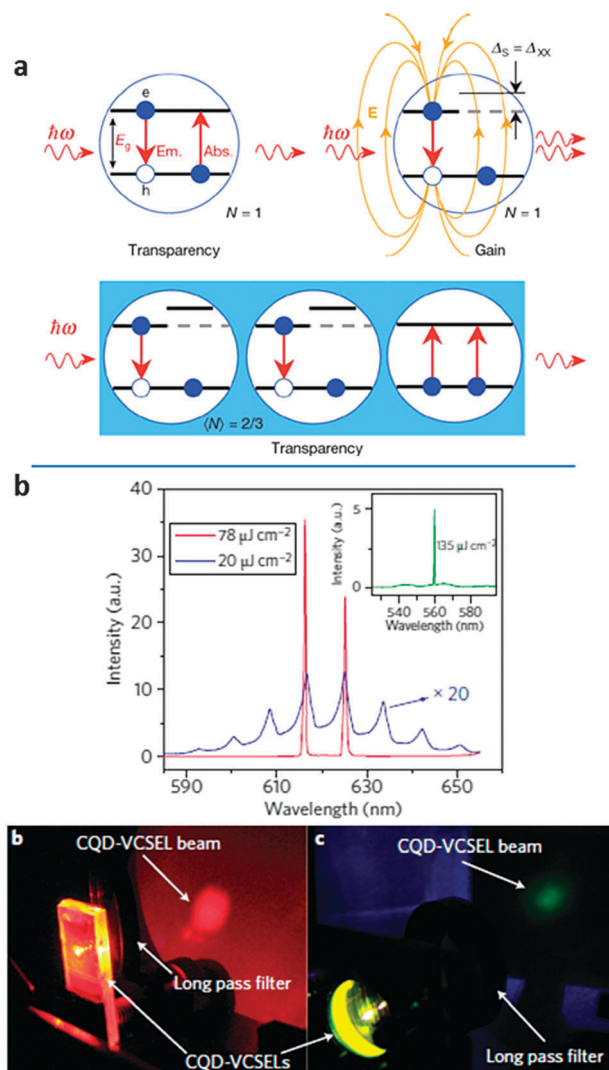 a
ħω
E_g
e
h
Em.
Abs.
N = 1
Transparency
ħω
E
Δ_S = Δ_XX
N = 1
Gain
ħω
⟨N⟩ = 2/3
Transparency
b
Intensity (a.u.)
40
30
20
10
0
78 μJ cm⁻²
20 μJ cm⁻²
× 20
590
610
630
650
Wavelength (nm)
Intensity (a.u.)
5
0
135 μJ cm⁻²
540
560
580
Wavelength (nm)
b
CQD-VCSEL beam
Long pass filter
CQD-VCSELs
c
CQD-VCSEL beam
Long pass filter